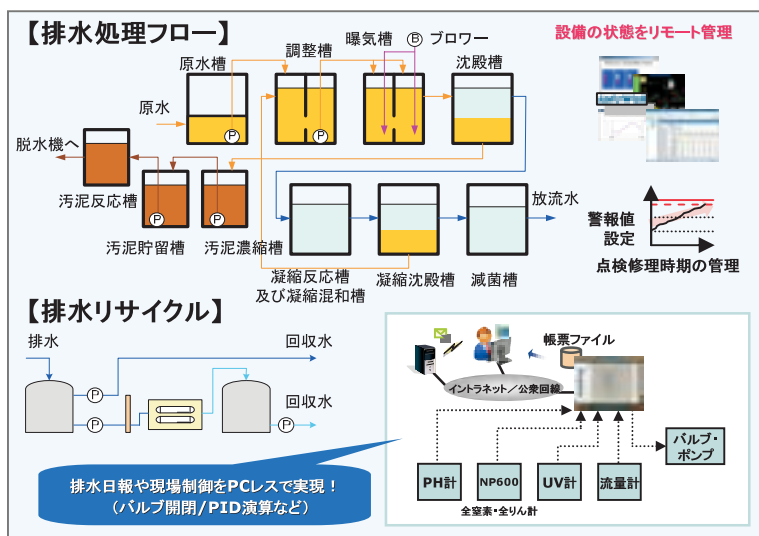 【排水処理フロー】
設備の状態をリモート管理
曝気槽
Ⓑ ブロワー
調整槽
沈殿槽
原水槽
原水
P
P
脱水機へ
P
P
汚泥反応槽
汚泥貯留槽
汚泥濃縮槽
放流水
警報値
設定
点検修理時期の管理
凝縮反応槽
及び凝縮混和槽
凝縮沈殿槽
減菌槽
【排水リサイクル】
排水
回収水
P
P
回収水
P
帳票ファイル
イントラネット／公衆回線
バルブ・
ポンプ
PH計
NP600
UV計
流量計
全窒素・全りん計
排水日報や現場制御をPCレスで実現！
（バルブ開閉/PID演算など）